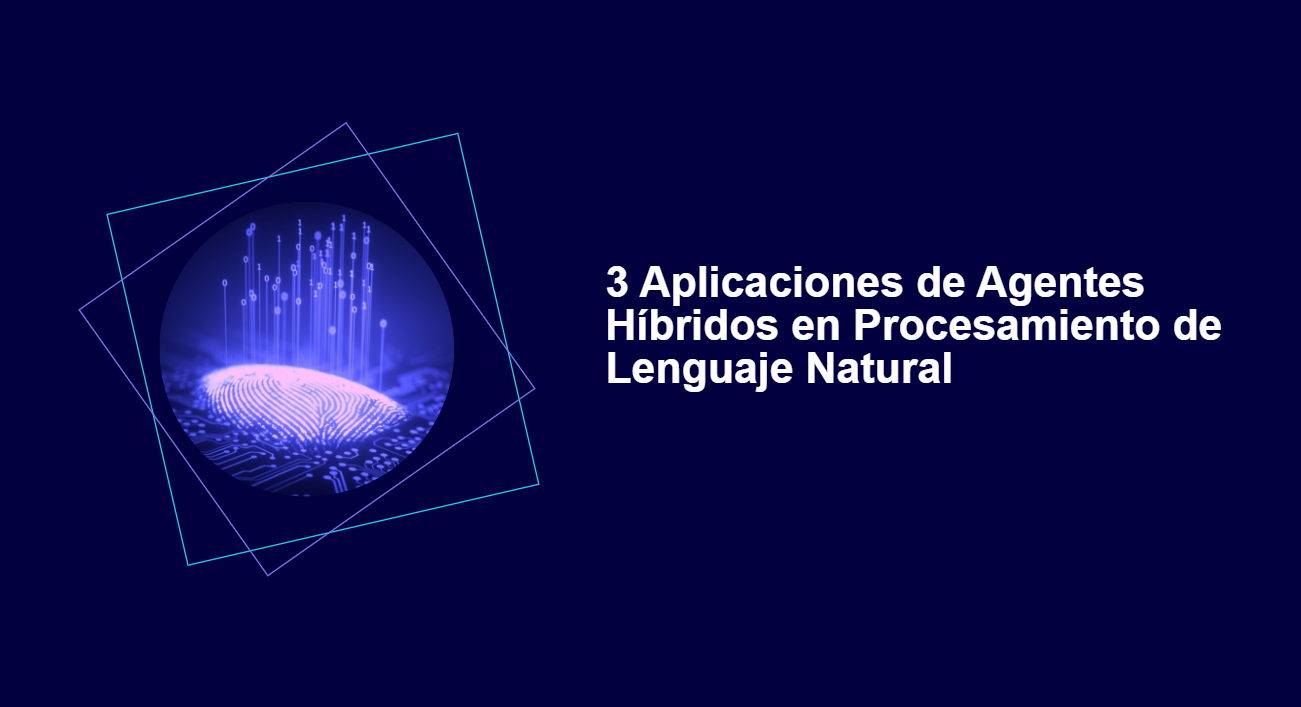 3 Aplicaciones de Agentes
Híbridos en Procesamiento de
Lenguaje Natural